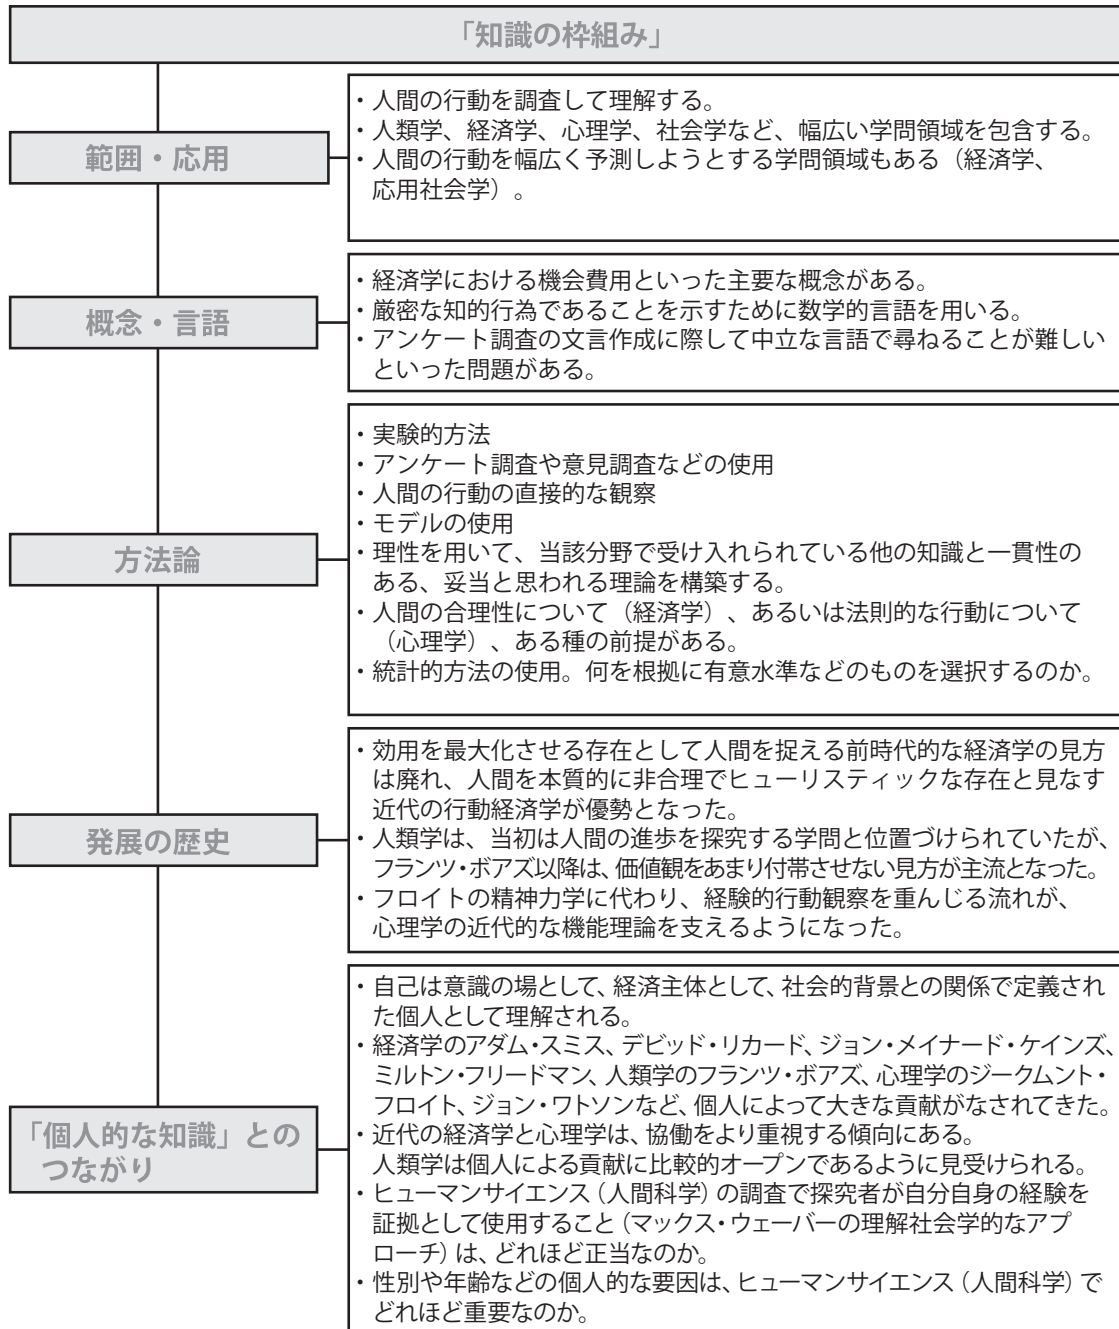 「知識の枠組み」
範囲・応用
・人間の行動を調査して理解する。
・人類学、経済学、心理学、社会学など、幅広い学問領域を包含する。
・人間の行動を幅広く予測しようとする学問領域もある（経済学、
応用社会学）。
概念・言語
・経済学における機会費用といった主要な概念がある。
・厳密な知的行為であることを示すために数学的言語を用いる。
・アンケート調査の文言作成に際して中立な言語で尋ねることが難しい
といった問題がある。
方法論
・実験的方法
・アンケート調査や意見調査などの使用
・人間の行動の直接的な観察
・モデルの使用
・理性を用いて、当該分野で受け入れられている他の知識と一貫性の
ある、妥当と思われる理論を構築する。
・人間の合理性について（経済学）、あるいは法則的な行動について
（心理学）、ある種の前提がある。
・統計的方法の使用。何を根拠に有意水準などのものを選択するのか。
発展の歴史
・効用を最大化させる存在として人間を捉える前時代的な経済学の見方
は廃れ、人間を本質的に非合理でヒューリスティックな存在と見なす
近代の行動経済学が優勢となった。
・人類学は、当初は人間の進歩を探究する学問と位置づけられていたが、
フランツ・ボアズ以降は、価値観をあまり付帯させない見方が主流となった。
・フロイトの精神力学に代わり、経験的行動観察を重んじる流れが、
心理学の近代的な機能理論を支えるようになった。
「個人的な知識」との
つながり
・自己は意識の場として、経済主体として、社会的背景との関係で定義され
た個人として理解される。
・経済学のアダム・スミス、デビッド・リカード、ジョン・メイナード・ケインズ、
ミルトン・フリードマン、人類学のフランツ・ボアズ、心理学のジークムント・
フロイト、ジョン・ワトソンなど、個人によって大きな貢献がなされてきた。
・近代の経済学と心理学は、協働をより重視する傾向にある。
人類学は個人による貢献に比較的オープンであるように見受けられる。
・ヒューマンサイエンス（人間科学）の調査で探究者が自分自身の経験を
証拠として使用すること（マックス・ウェーバーの理解社会学的なアプ
ローチ）は、どれほど正当なのか。
・性別や年齢などの個人的な要因は、ヒューマンサイエンス（人間科学）で
どれほど重要なのか。